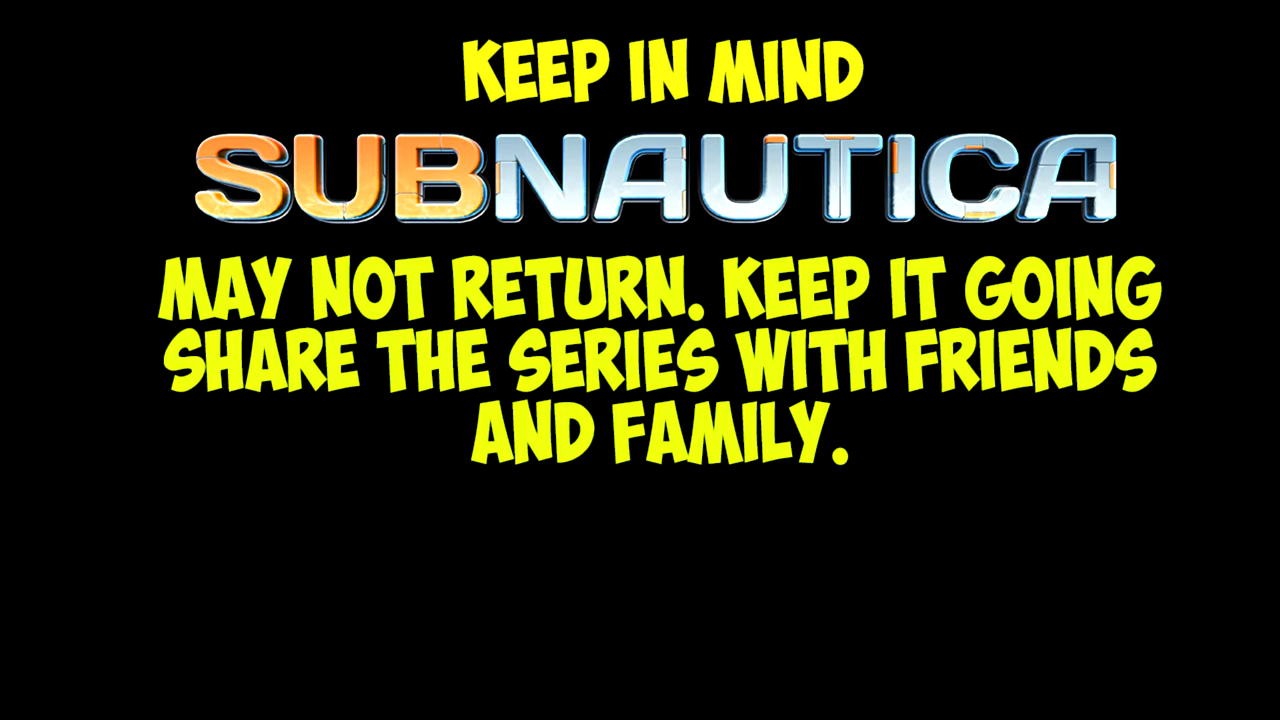 KEEP IN MIND
SUBNAUTICA
MAY NOT RETURN. KEEP IT GOING
SHARE THE SERIES WITH FRIENDS
AND FAMILY.